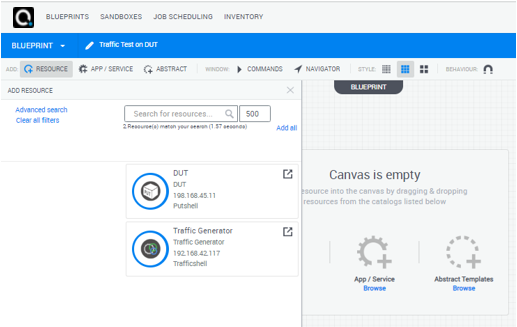 BLUEPRINTS SANDBOXES JOB SCHEDULING INVENTORY
BLUEPRINT Traffic Test on DUT
ADD: RESOURCE APP / SERVICE ABSTRACT WINDOW: COMMANDS NAVIGATOR STYLE: BEHAVIOUR:
ADD RESOURCE
BLUEPRINT
Advanced search
Search for resources... 500
Clear all filters
2 Resource(s) match your search (1.57 seconds)
Add all
DUT
DUT
198.168.45.11
Putshell
Traffic Generator
Traffic Generator
192.168.42.117
Trafficshell
Canvas is empty
esource into the canvas by dragging & dropping
resources from the catalogs listed below
App / Service
Browse
Abstract Templates
Browse